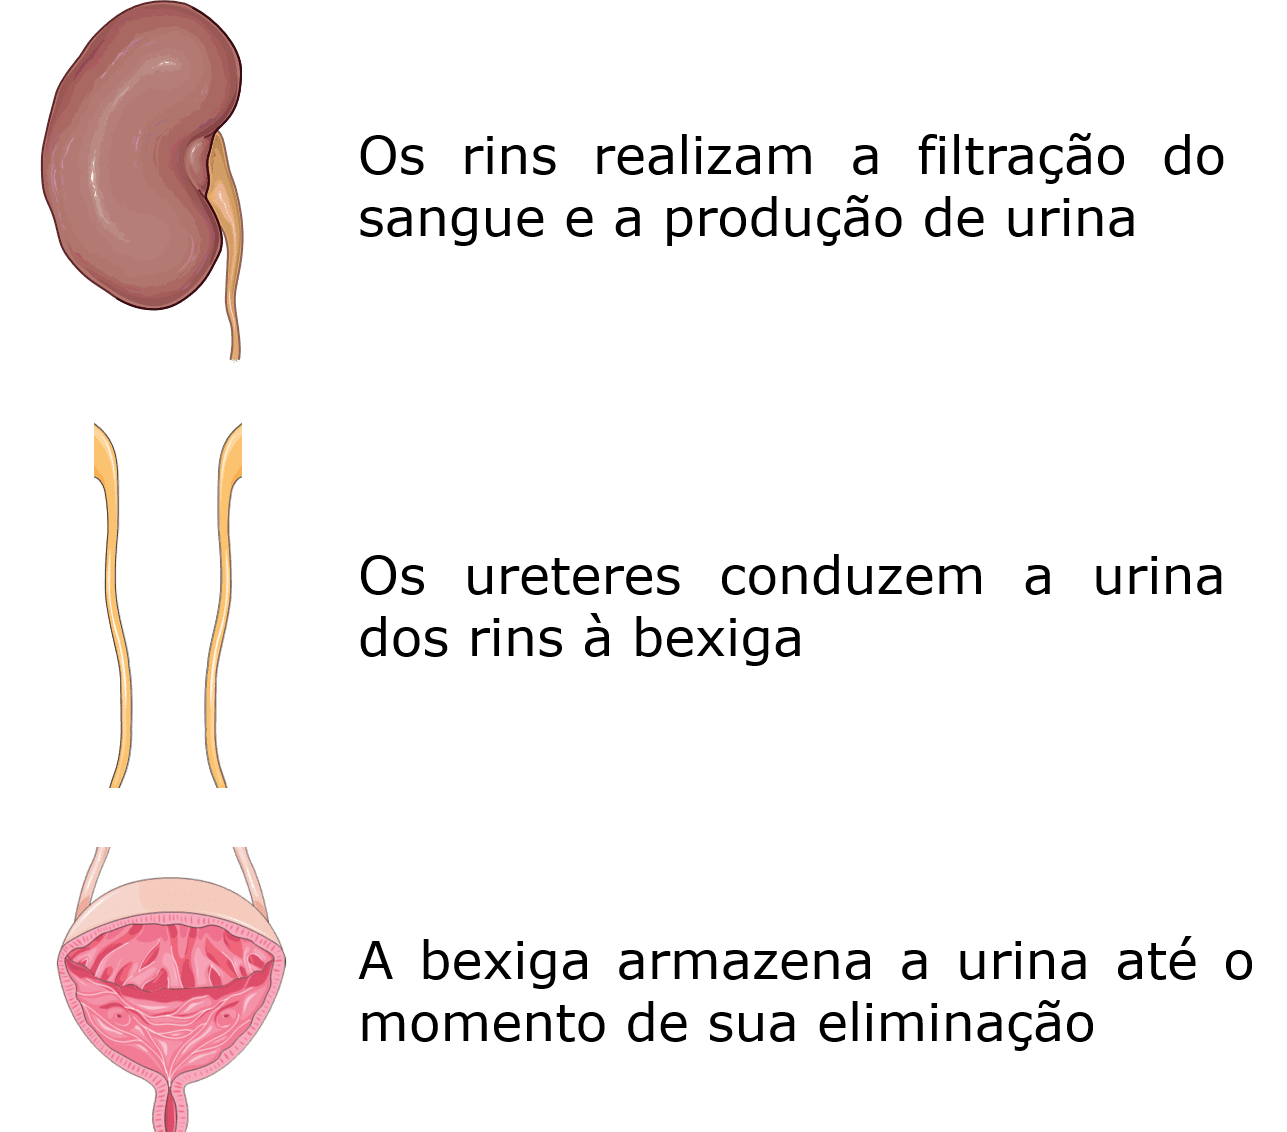 Os rins realizam a filtração do
sangue e a produção de urina
Os ureteres conduzem a urina
dos rins à bexiga
A bexiga armazena a urina até o
momento de sua eliminação